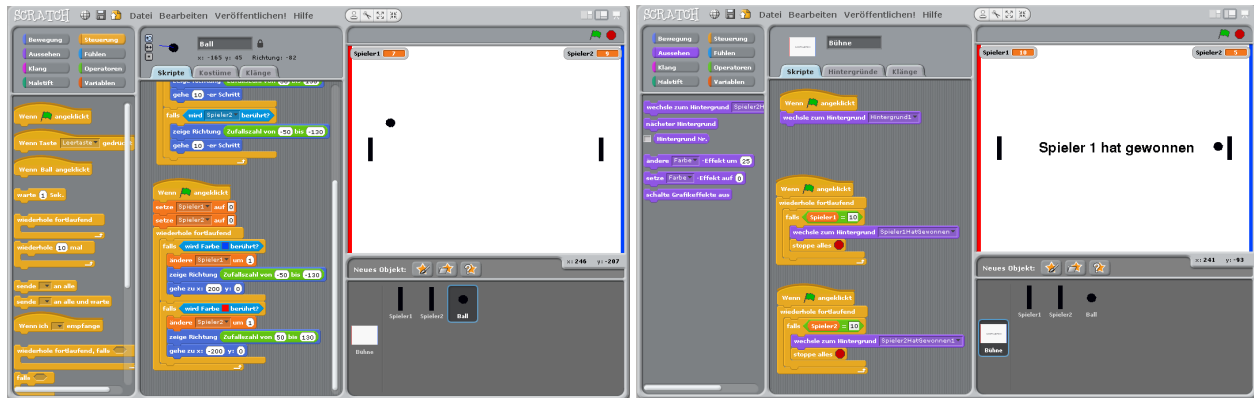 SCRATCH Datei Bearbeiten Veröffentlichen! Hilfe
Bewegung Steuerung
Aussehen Fühlen
Klang Operatoren
Malstift Variablen
Wenn angeklickt
Wenn Taste Leertaste gedrückt
Wenn Ball angeklickt
warte 1 Sek.
wiederhole fortlaufend
wiederhole 10 mal
sende an alle
sende an alle und warte
Wenn ich empfange
wiederhole fortlaufend, falls
falls
Ball
x: -165 y: 45 Richtung: -82
Skripte Kostüme Klänge
zeige Richtung Zufallszahl von -50 bis -130
gehe 10 -er Schritt
falls wird Spieler2 berührt?
zeige Richtung Zufallszahl von -50 bis -130
gehe 10 -er Schritt
Wenn angeklickt
setze Spieler1 auf 0
setze Spieler2 auf 0
wiederhole fortlaufend
falls wird Farbe berührt?
ändere Spieler1 um 1
zeige Richtung Zufallszahl von -50 bis -130
gehe zu x: 200 y: 0
falls wird Farbe berührt?
ändere Spieler2 um 1
zeige Richtung Zufallszahl von 50 bis 130
gehe zu x: -200 y: 0
Spieler1 7
Spieler2 9
x: 246 y: -207
Neues Objekt:
Spieler1 Spieler2 Ball
Bühne
SCRATCH Datei Bearbeiten Veröffentlichen! Hilfe
Bewegung Steuerung
Aussehen Fühlen
Klang Operatoren
Malstift Variablen
wechsle zum Hintergrund Spieler2H
nächster Hintergrund
Hintergrund Nr.
ändere Farbe -Effekt um 25
setze Farbe -Effekt auf 0
schalte Grafikeffekte aus
Bühne
Skripte Hintergründe Klänge
Wenn angeklickt
wechsle zum Hintergrund Hintergrund1
Wenn angeklickt
wiederhole fortlaufend
falls Spieler1 = 10
wechsle zum Hintergrund Spieler1HatGewonnen
stoppe alles
Wenn angeklickt
wiederhole fortlaufend
falls Spieler2 = 10
wechsle zum Hintergrund Spieler2HatGewonnen1
stoppe alles
Spieler1 10
Spieler2 5
Spieler 1 hat gewonnen
x: 241 y: -93
Neues Objekt:
Spieler1 Spieler2 Ball
Bühne